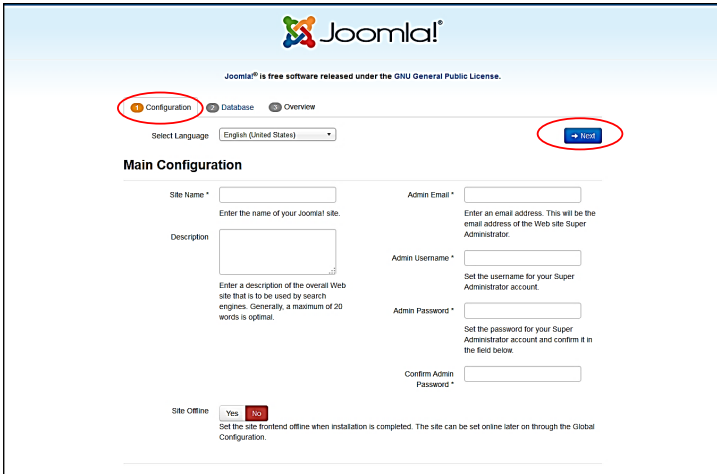 Joomla!®
Joomla!® is free software released under the GNU General Public License.
1 Configuration 2 Database 3 Overview
Select Language English (United States) → Next
Main Configuration
Site Name *
Enter the name of your Joomla! site.
Description
Enter a description of the overall Web
site that is to be used by search
engines. Generally, a maximum of 20
words is optimal.
Admin Email *
Enter an email address. This will be the
email address of the Web site Super
Administrator.
Admin Username *
Set the username for your Super
Administrator account.
Admin Password *
Set the password for your Super
Administrator account and confirm it in
the field below.
Confirm Admin
Password *
Site Offline Yes No
Set the site frontend offline when installation is completed. The site can be set online later on through the Global
Configuration.